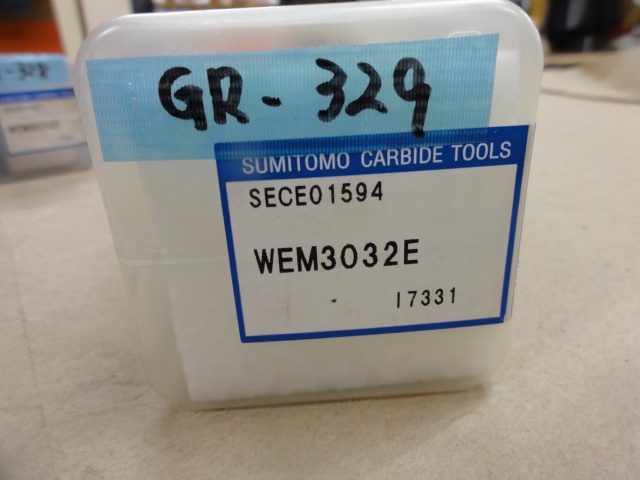 GR-329
SUMITOMO CARBIDE TOOLS
SECE01594
WEM3032E
17331